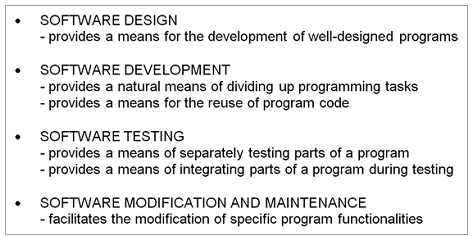 • SOFTWARE DESIGN
- provides a means for the development of well-designed programs
• SOFTWARE DEVELOPMENT
- provides a natural means of dividing up programming tasks
- provides a means for the reuse of program code
• SOFTWARE TESTING
- provides a means of separately testing parts of a program
- provides a means of integrating parts of a program during testing
• SOFTWARE MODIFICATION AND MAINTENANCE
- facilitates the modification of specific program functionalities